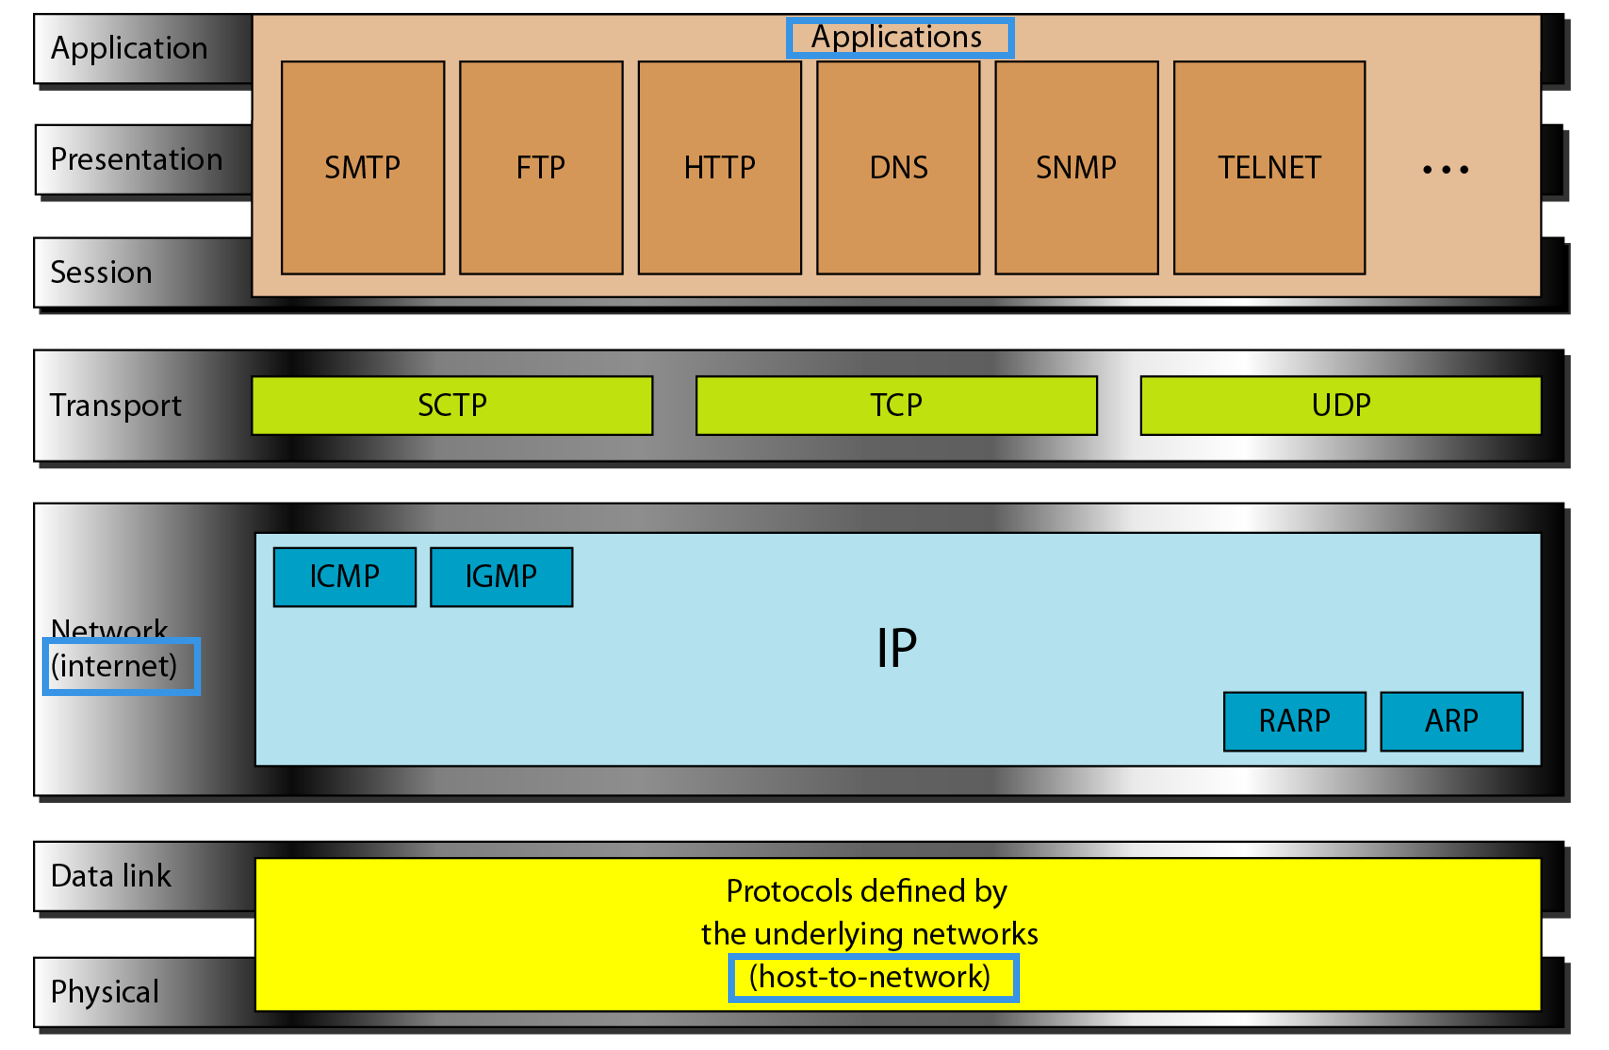 Application
Applications
Presentation
SMTP
FTP
HTTP
DNS
SNMP
TELNET
...
Session
Transport
SCTP
TCP
UDP
Network
(internet)
ICMP
IGMP
IP
RARP
ARP
Data link
Protocols defined by
the underlying networks
(host-to-network)
Physical